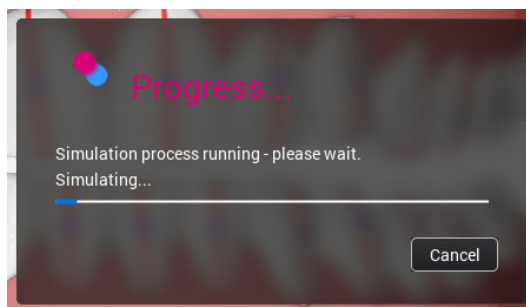 Progress...
Simulation process running - please wait.
Simulating...
Cancel